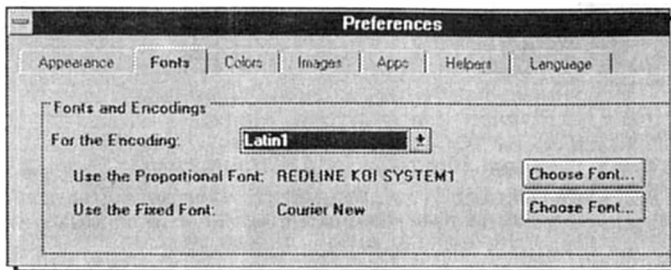 Preferences
Appearance Fonts Colors Images Apps Helpers Language
Fonts and Encodings
For the Encoding: Latin1
Use the Proportional Font: REDLINE KOI SYSTEM1 Choose Font...
Use the Fixed Font: Courier New Choose Font...